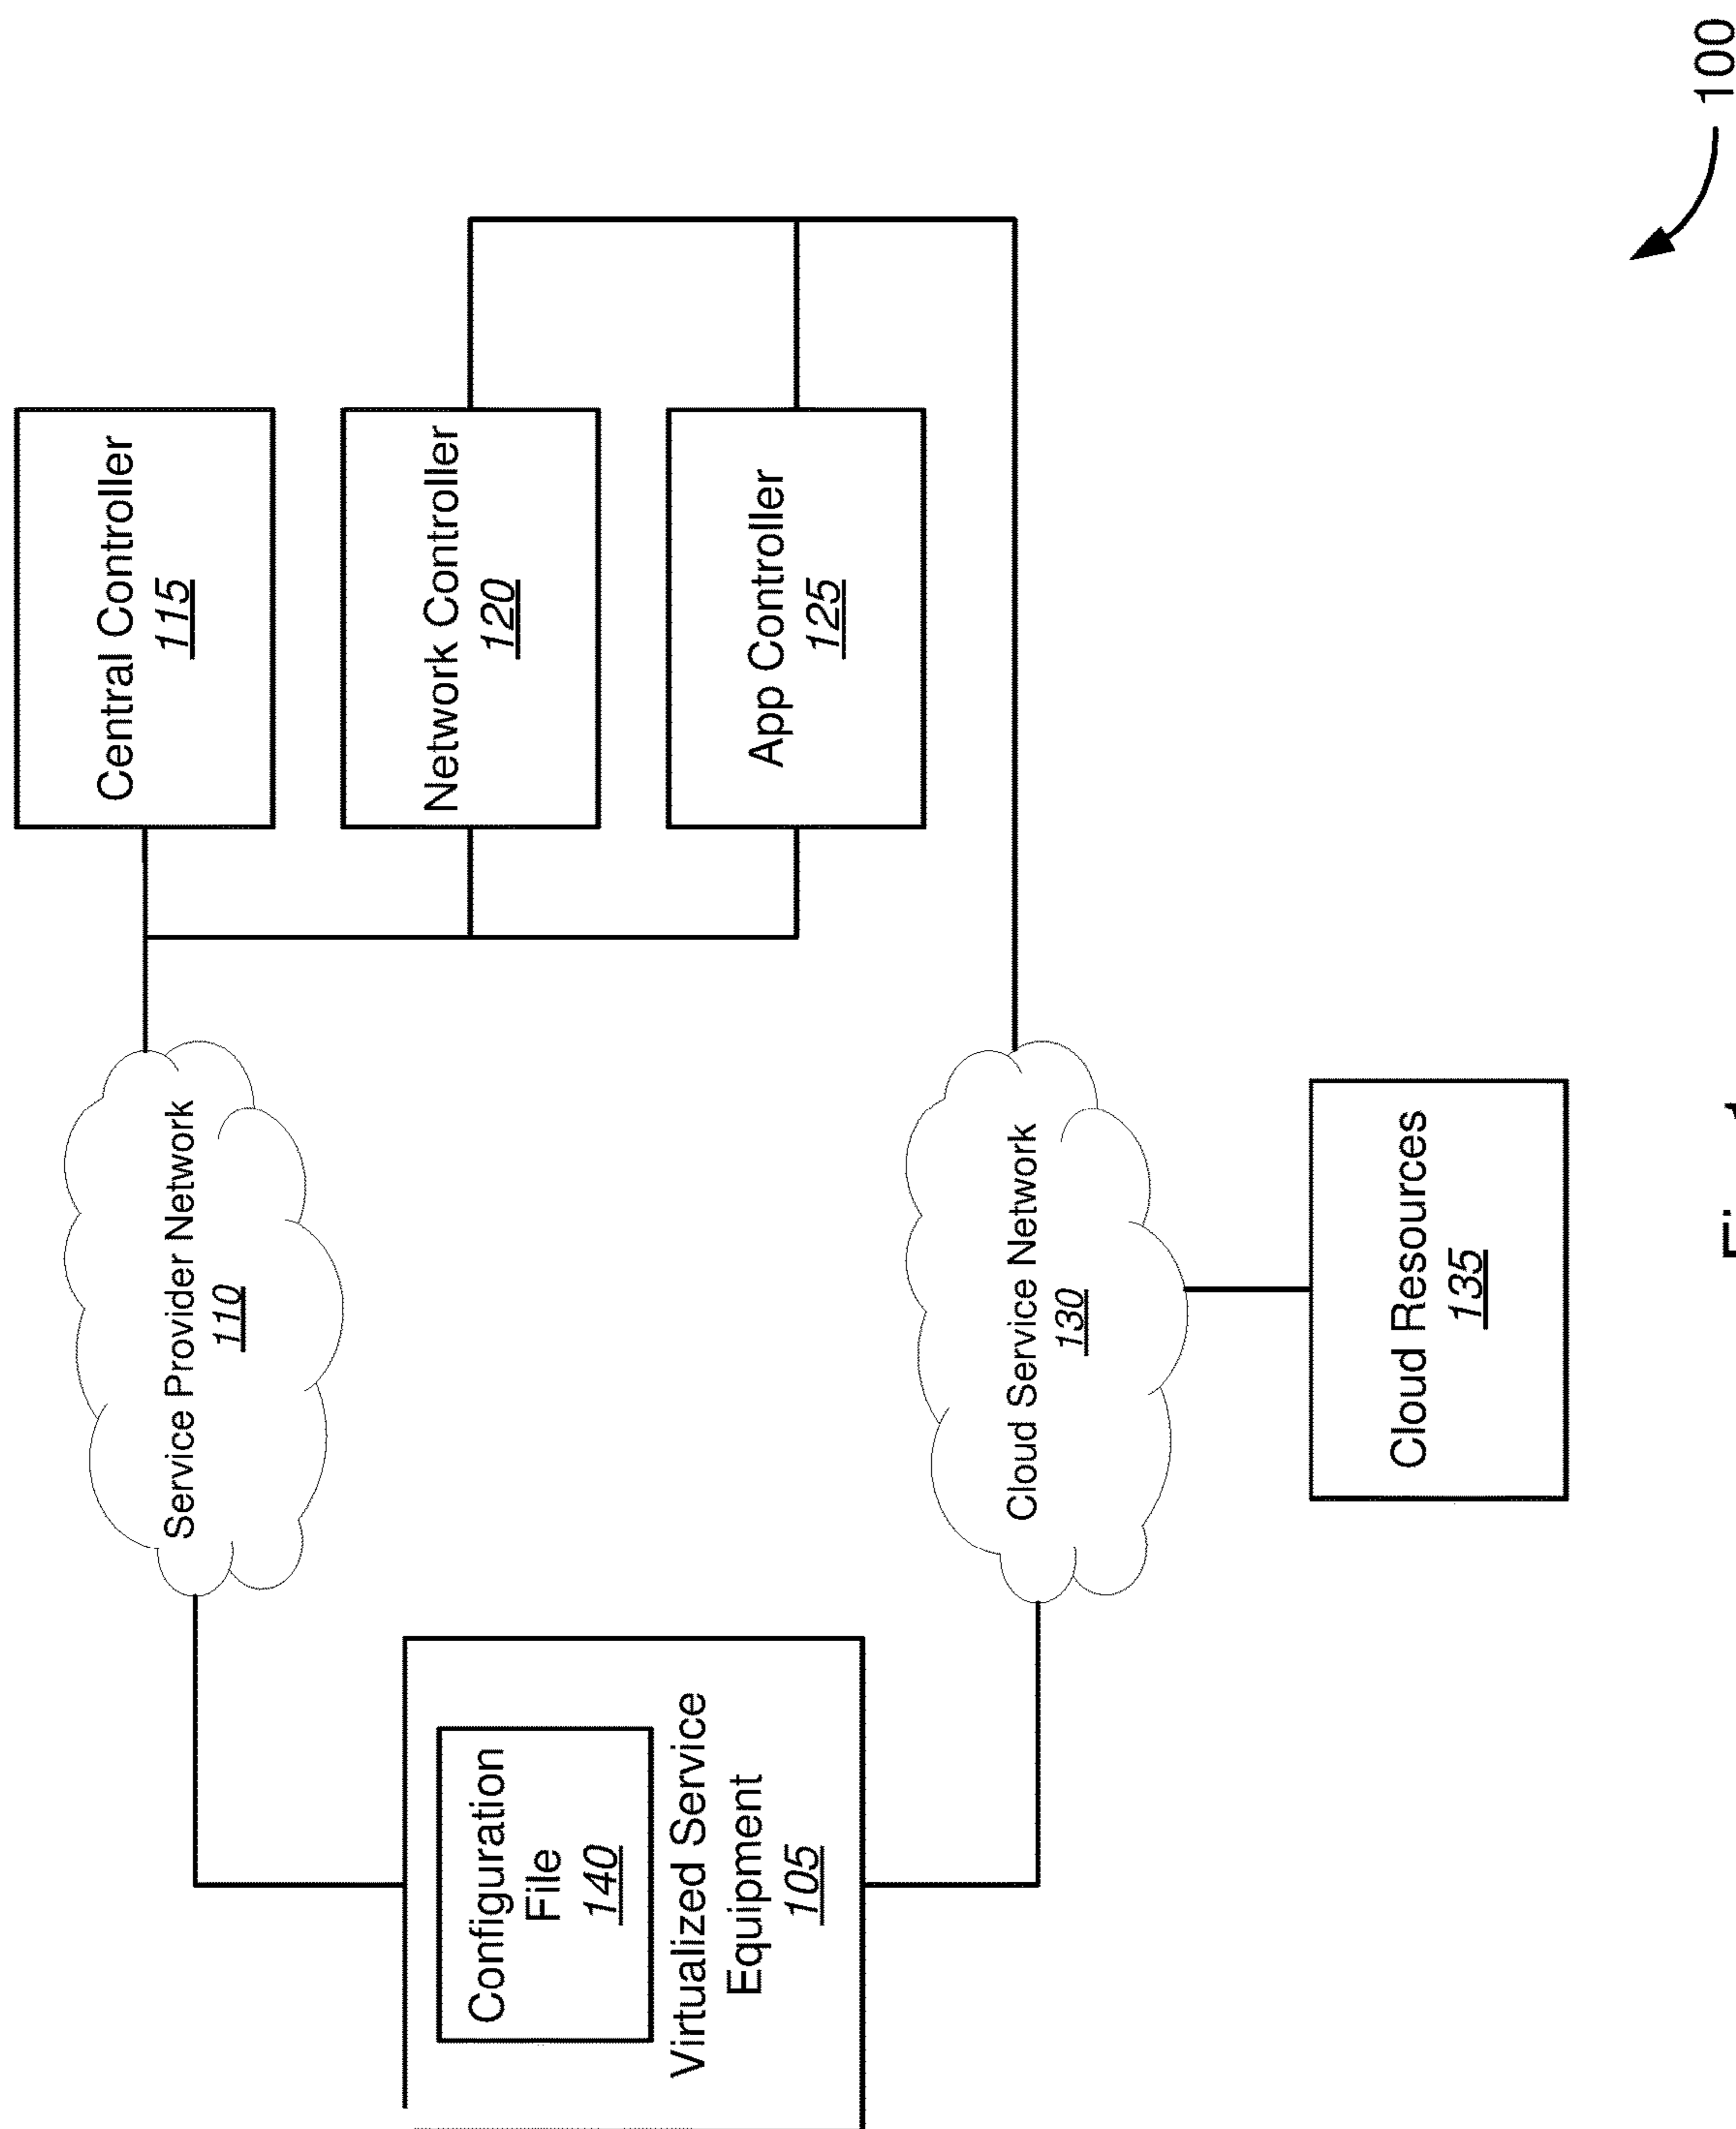 Service Provider Network
110
Central Controller
115
Network Controller
120
App Controller
125
Configuration
File
140
Virtualized Service
Equipment
105
Cloud Service Network
130
Cloud Resources
135
100